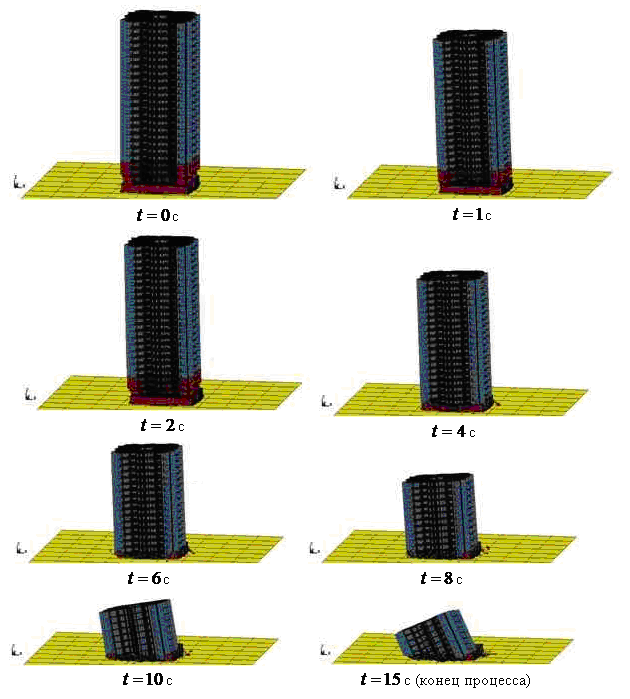 t = 0 с
t = 1 с
t = 2 с
t = 4 с
t = 6 с
t = 8 с
t = 10 с
t = 15 с (конец процесса)